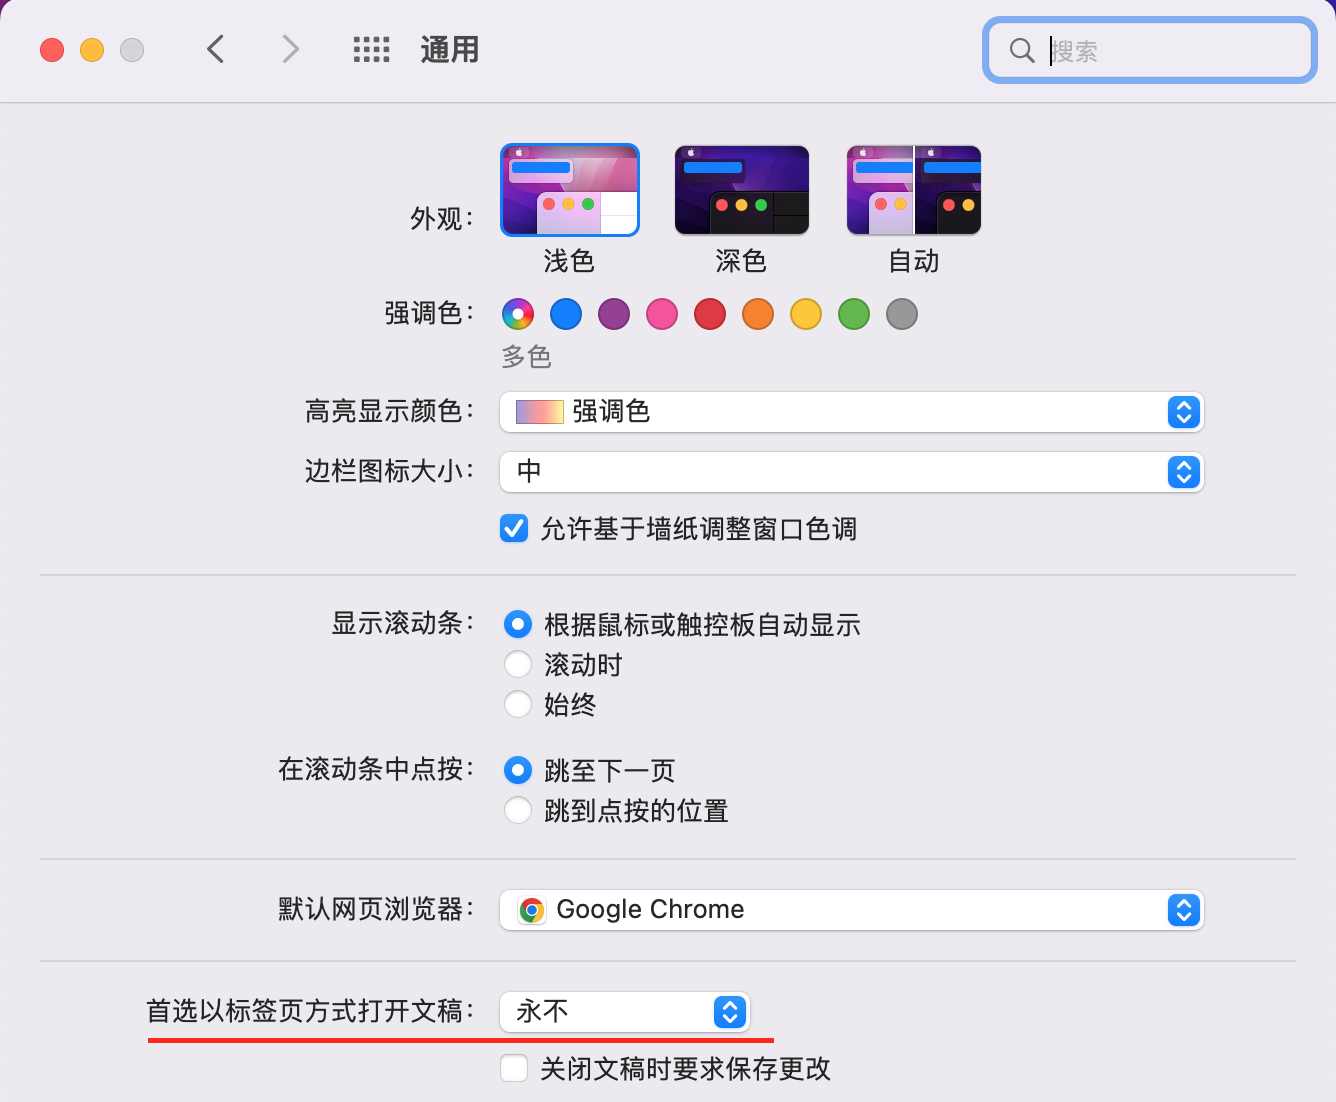 通用
搜索
外观：
浅色
深色
自动
强调色：
多色
高亮显示颜色：
强调色
边栏图标大小：
中
允许基于墙纸调整窗口色调
显示滚动条：
根据鼠标或触控板自动显示
滚动时
始终
在滚动条中点按：
跳至下一页
跳到点按的位置
默认网页浏览器：
Google Chrome
首选以标签页方式打开文稿：
永不
关闭文稿时要求保存更改